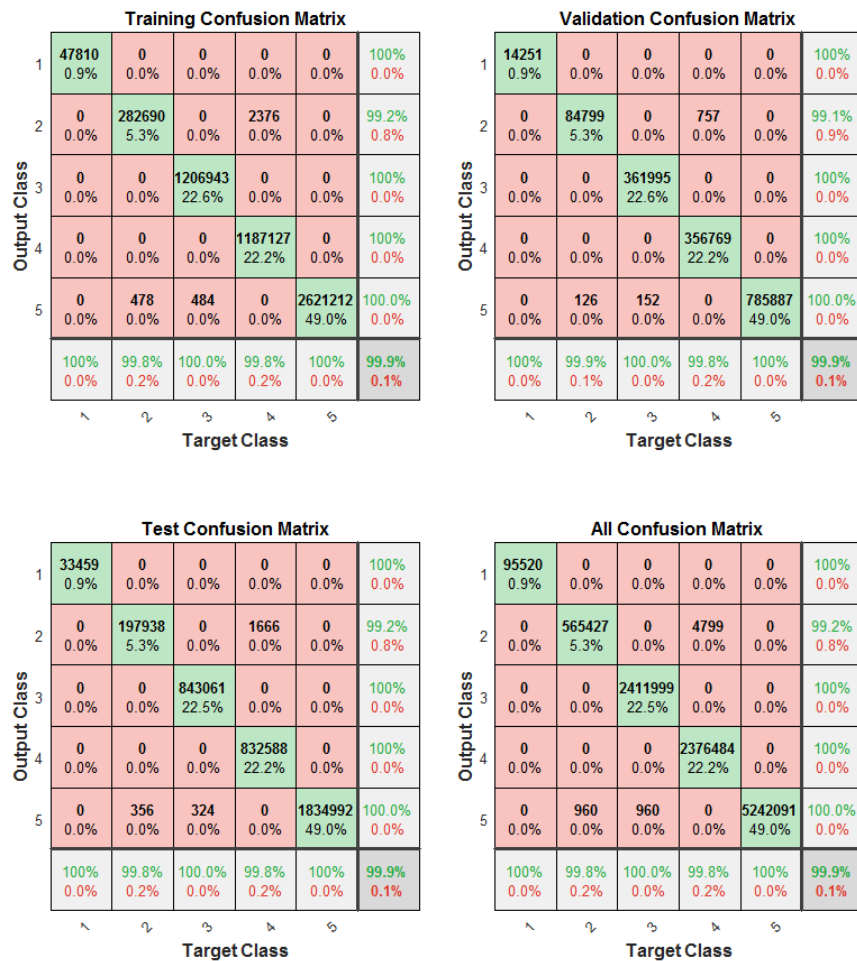 Training Confusion Matrix
1 47810 0 0 0 0 100%
0.9% 0.0% 0.0% 0.0% 0.0% 0.0%
2 0 282690 0 2376 0 99.2%
0.0% 5.3% 0.0% 0.0% 0.0% 0.8%
3 0 0 1206943 0 0 100%
0.0% 0.0% 22.6% 0.0% 0.0% 0.0%
4 0 0 0 1187127 0 100%
0.0% 0.0% 0.0% 22.2% 0.0% 0.0%
5 0 478 484 0 2621212 100.0%
0.0% 0.0% 0.0% 0.0% 49.0% 0.0%
100% 99.8% 100.0% 99.8% 100% 99.9%
0.0% 0.2% 0.0% 0.2% 0.0% 0.1%
1 2 3 4 5
Target Class
Output Class
Validation Confusion Matrix
1 14251 0 0 0 0 100%
0.9% 0.0% 0.0% 0.0% 0.0% 0.0%
2 0 84799 0 757 0 99.1%
0.0% 5.3% 0.0% 0.0% 0.0% 0.9%
3 0 0 361995 0 0 100%
0.0% 0.0% 22.6% 0.0% 0.0% 0.0%
4 0 0 0 356769 0 100%
0.0% 0.0% 0.0% 22.2% 0.0% 0.0%
5 0 126 152 0 785887 100.0%
0.0% 0.0% 0.0% 0.0% 49.0% 0.0%
100% 99.9% 100.0% 99.8% 100% 99.9%
0.0% 0.1% 0.0% 0.2% 0.0% 0.1%
1 2 3 4 5
Target Class
Output Class
Test Confusion Matrix
1 33459 0 0 0 0 100%
0.9% 0.0% 0.0% 0.0% 0.0% 0.0%
2 0 197938 0 1666 0 99.2%
0.0% 5.3% 0.0% 0.0% 0.0% 0.8%
3 0 0 843061 0 0 100%
0.0% 0.0% 22.5% 0.0% 0.0% 0.0%
4 0 0 0 832588 0 100%
0.0% 0.0% 0.0% 22.2% 0.0% 0.0%
5 0 356 324 0 1834992 100.0%
0.0% 0.0% 0.0% 0.0% 49.0% 0.0%
100% 99.8% 100.0% 99.8% 100% 99.9%
0.0% 0.2% 0.0% 0.2% 0.0% 0.1%
1 2 3 4 5
Target Class
Output Class
All Confusion Matrix
1 95520 0 0 0 0 100%
0.9% 0.0% 0.0% 0.0% 0.0% 0.0%
2 0 565427 0 4799 0 99.2%
0.0% 5.3% 0.0% 0.0% 0.0% 0.8%
3 0 0 2411999 0 0 100%
0.0% 0.0% 22.5% 0.0% 0.0% 0.0%
4 0 0 0 2376484 0 100%
0.0% 0.0% 0.0% 22.2% 0.0% 0.0%
5 0 960 960 0 5242091 100.0%
0.0% 0.0% 0.0% 0.0% 49.0% 0.0%
100% 99.8% 100.0% 99.8% 100% 99.9%
0.0% 0.2% 0.0% 0.2% 0.0% 0.1%
1 2 3 4 5
Target Class
Output Class